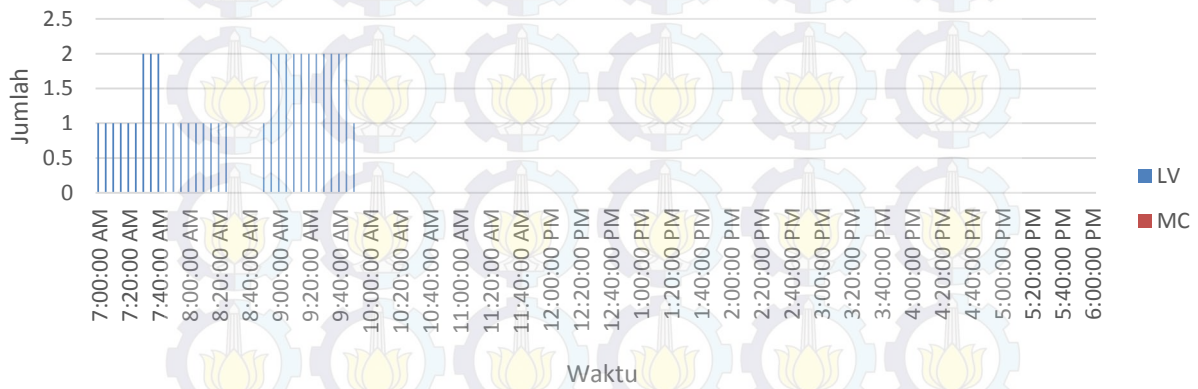 2.5
2
1.5
1
0.5
0
Jumlah
7:00:00 AM
7:20:00 AM
7:40:00 AM
8:00:00 AM
8:20:00 AM
8:40:00 AM
9:00:00 AM
9:20:00 AM
9:40:00 AM
10:00:00 AM
10:20:00 AM
10:40:00 AM
11:00:00 AM
11:20:00 AM
11:40:00 AM
12:00:00 PM
12:20:00 PM
12:40:00 PM
1:00:00 PM
1:20:00 PM
1:40:00 PM
2:00:00 PM
2:20:00 PM
2:40:00 PM
3:00:00 PM
3:20:00 PM
3:40:00 PM
4:00:00 PM
4:20:00 PM
4:40:00 PM
5:00:00 PM
5:20:00 PM
5:40:00 PM
6:00:00 PM
Waktu
LV
MC